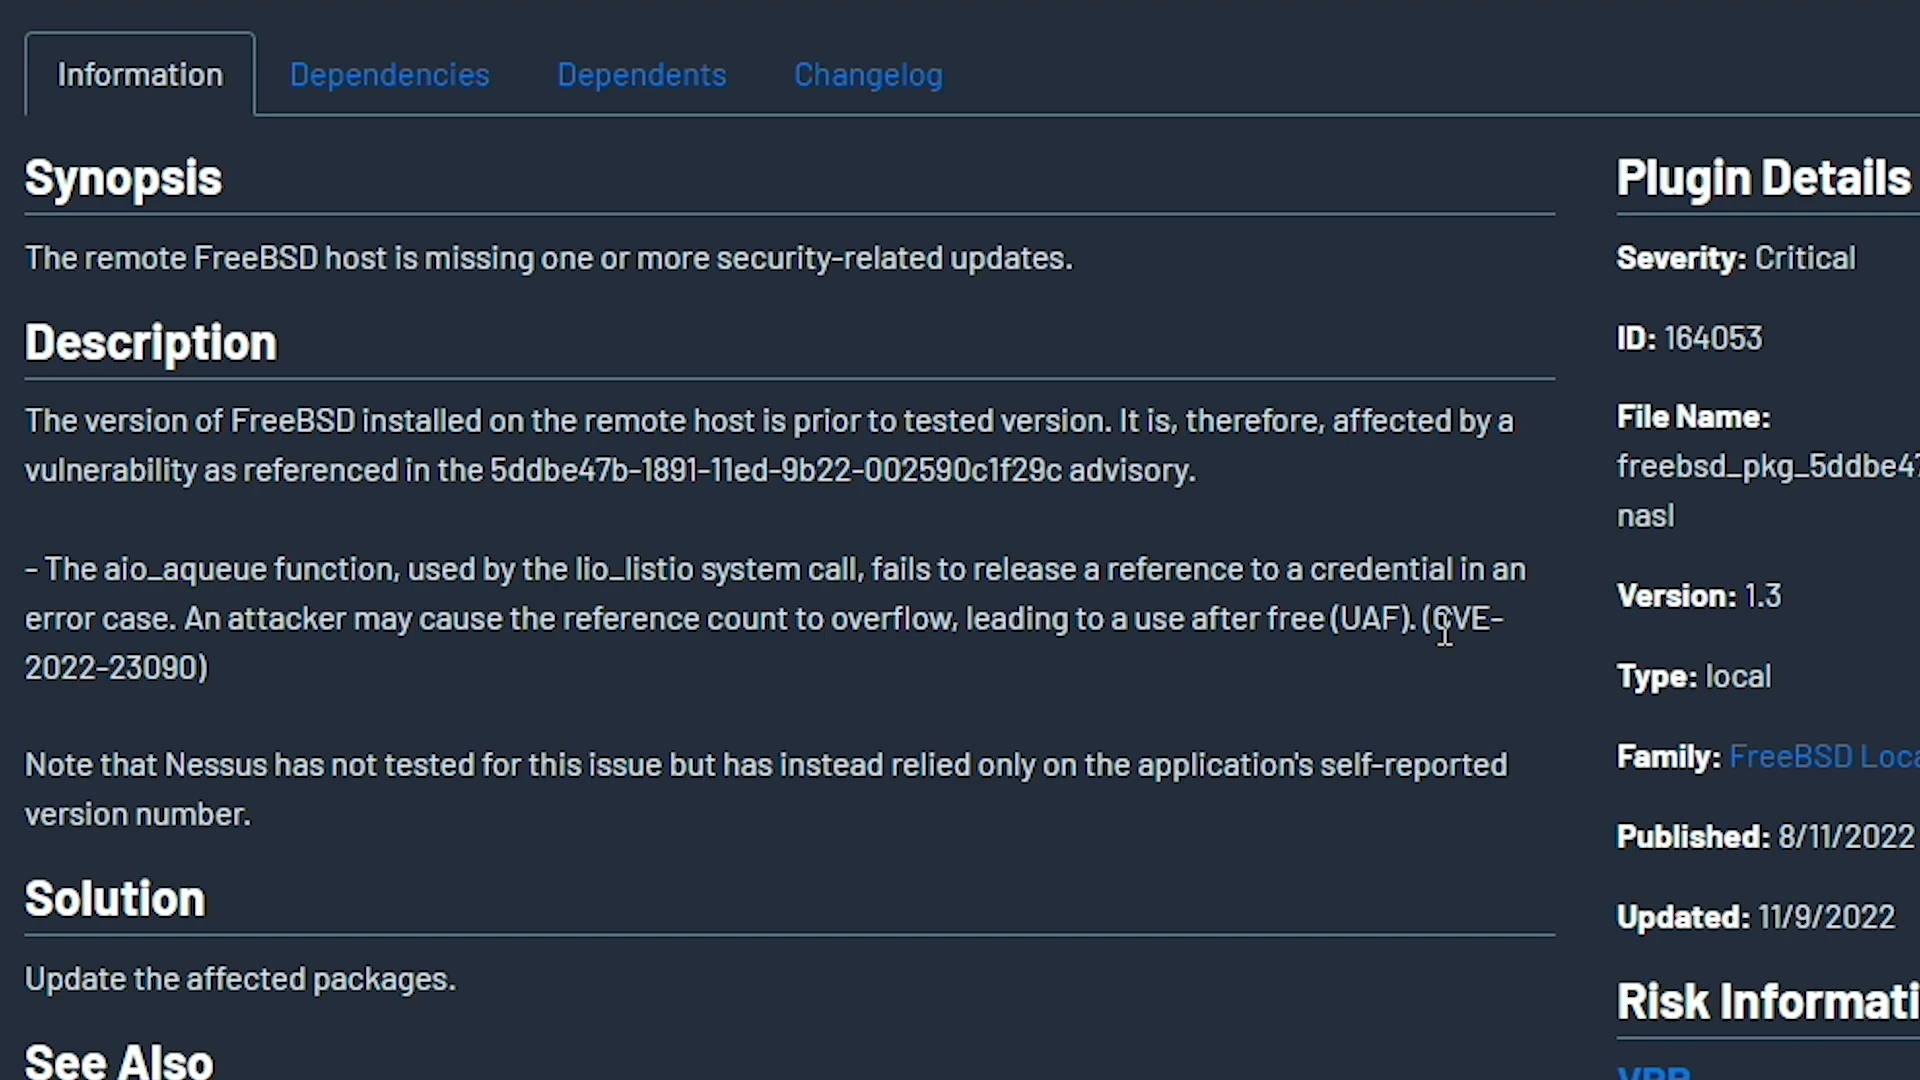 Information Dependencies Dependents Changelog
Synopsis
The remote FreeBSD host is missing one or more security-related updates.
Description
The version of FreeBSD installed on the remote host is prior to tested version. It is, therefore, affected by a
vulnerability as referenced in the 5ddbe47b-1891-11ed-9b22-002590c1f29c advisory.
- The aio_aqueue function, used by the lio_listio system call, fails to release a reference to a credential in an
error case. An attacker may cause the reference count to overflow, leading to a use after free (UAF). (CVE-
2022-23090)
Note that Nessus has not tested for this issue but has instead relied only on the application's self-reported
version number.
Solution
Update the affected packages.
See Also
Plugin Details
Severity: Critical
ID: 164053
File Name:
freebsd_pkg_5ddbe47
nasl
Version: 1.3
Type: local
Family: FreeBSD Loca
Published: 8/11/2022
Updated: 11/9/2022
Risk Informati
VPR